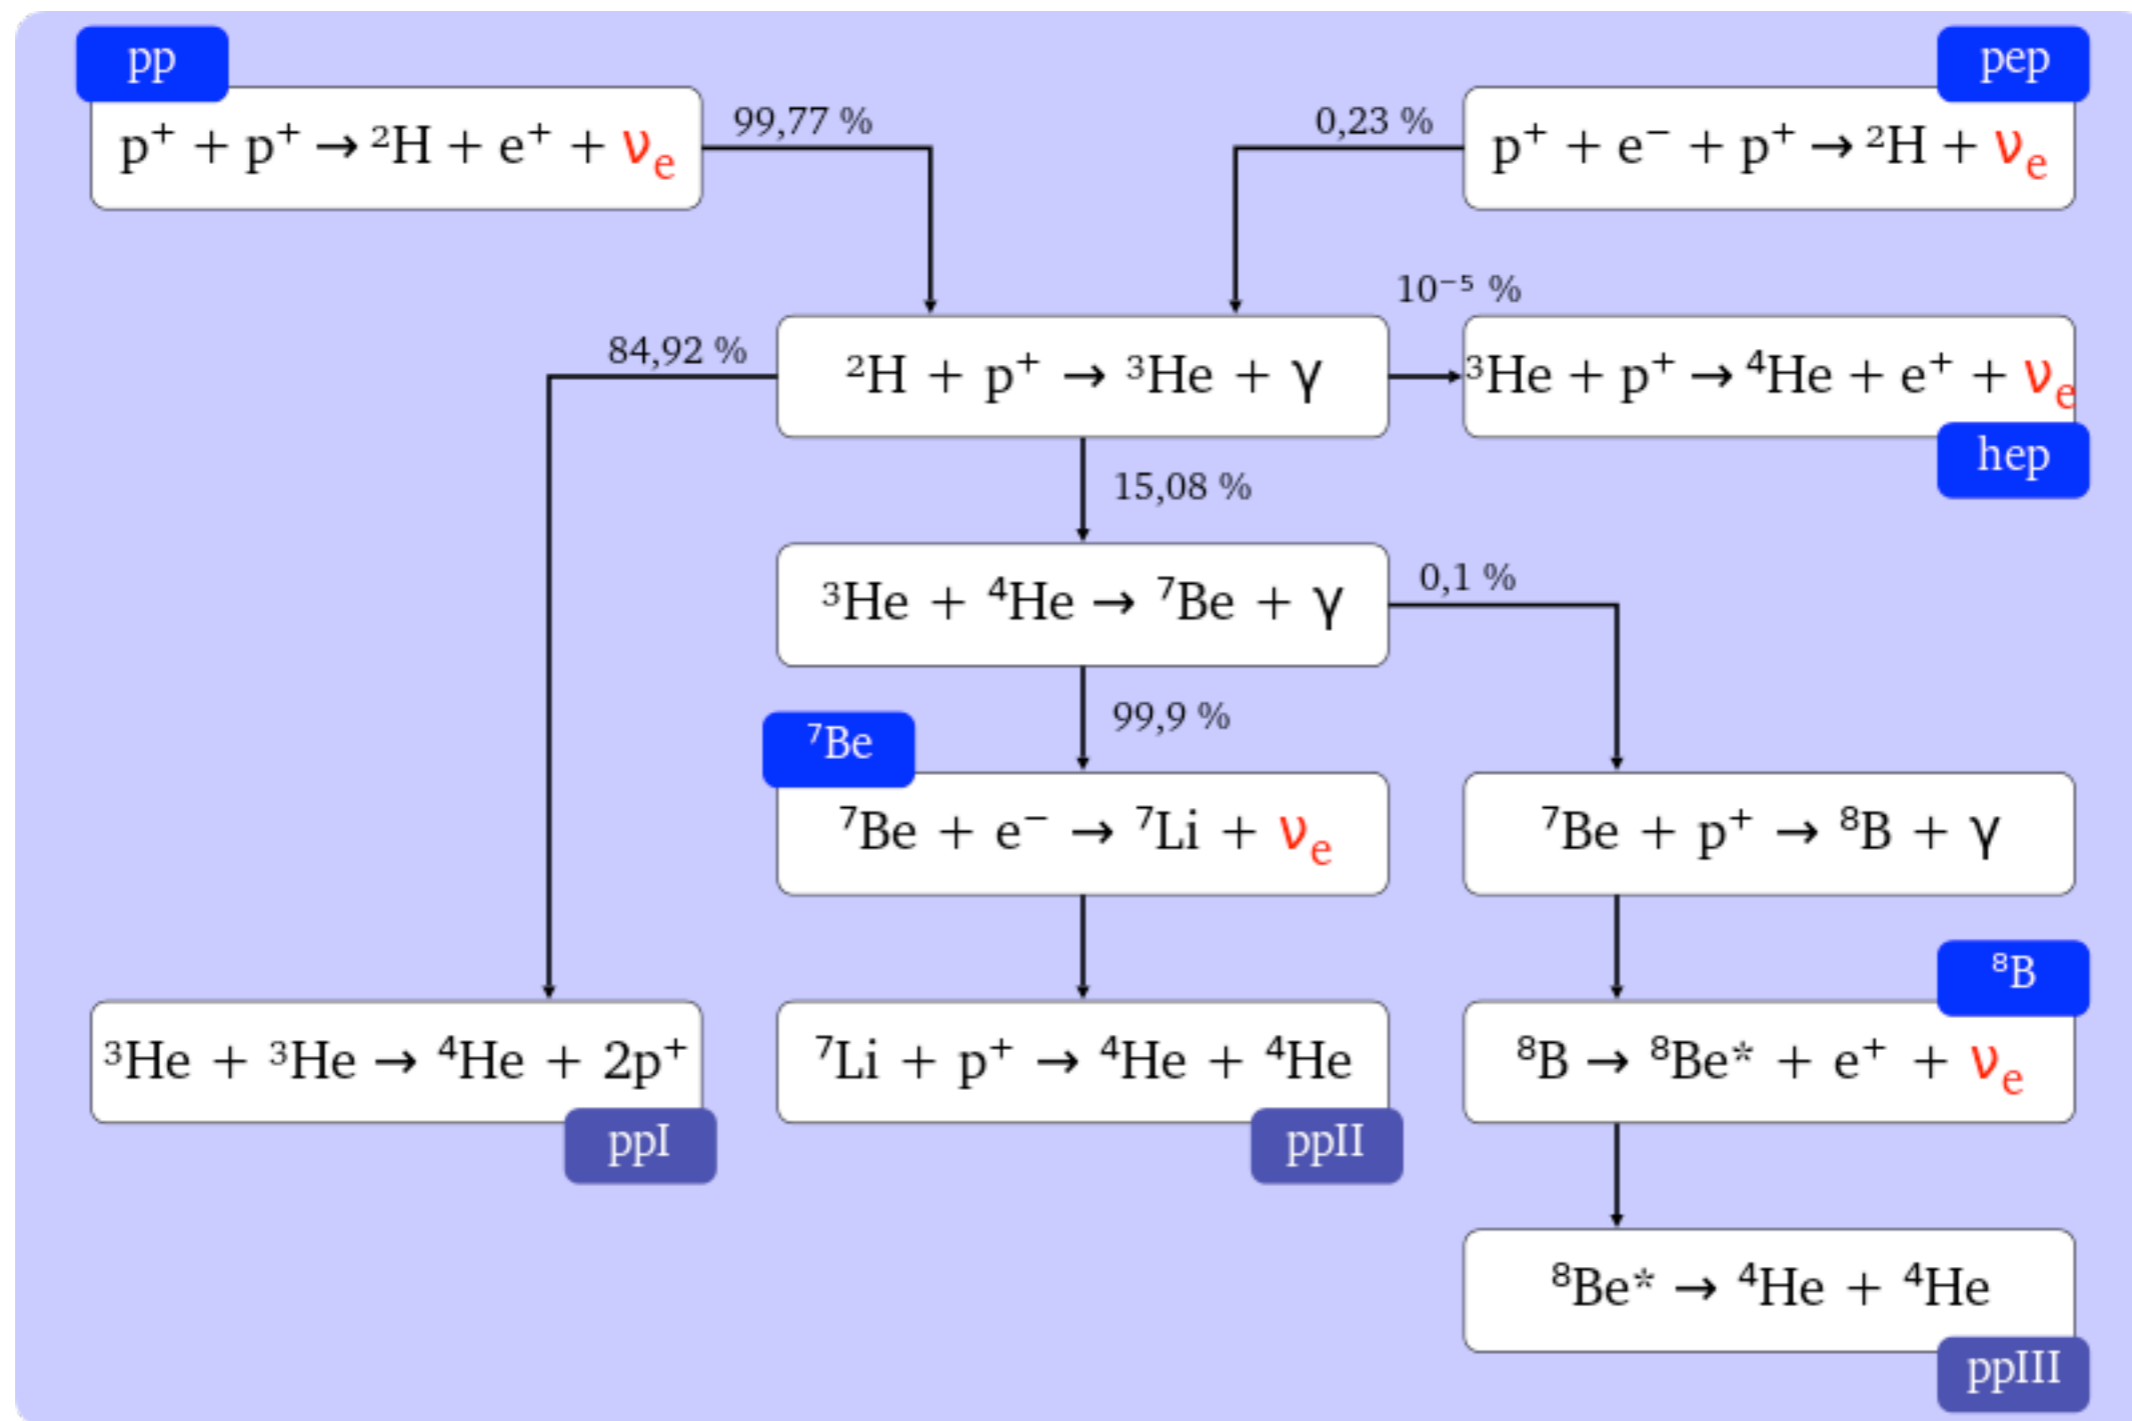 pp
pep
p⁺ + p⁺ → ²H + e⁺ + νₑ
99,77 %
0,23 %
p⁺ + e⁻ + p⁺ → ²H + νₑ
84,92 %
²H + p⁺ → ³He + γ
10⁻⁵ %
³He + p⁺ → ⁴He + e⁺ + νₑ
hep
15,08 %
³He + ⁴He → ⁷Be + γ
0,1 %
99,9 %
⁷Be
⁷Be + e⁻ → ⁷Li + νₑ
⁷Be + p⁺ → ⁸B + γ
⁸B
³He + ³He → ⁴He + 2p⁺
ppI
⁷Li + p⁺ → ⁴He + ⁴He
ppII
⁸B → ⁸Be* + e⁺ + νₑ
⁸Be* → ⁴He + ⁴He
ppIII